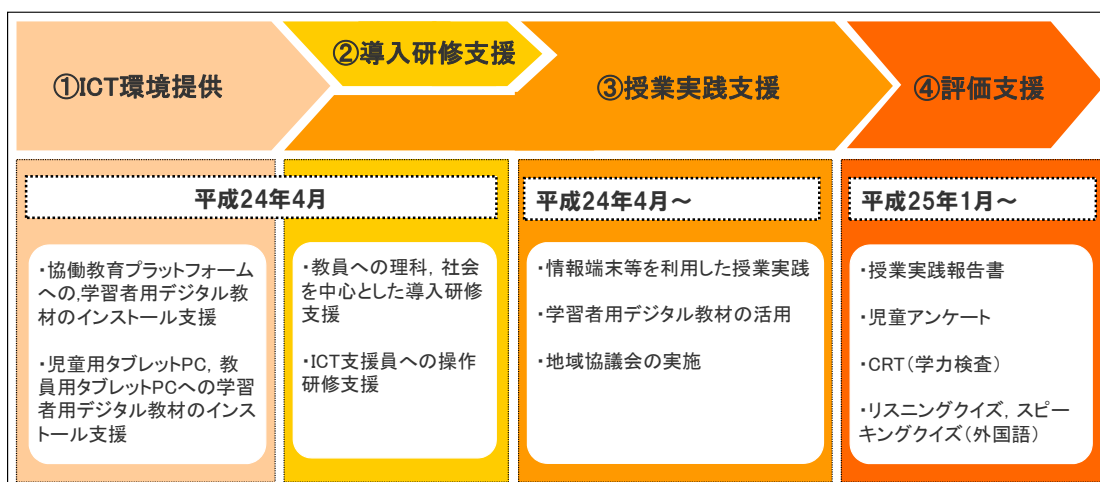 ①ICT環境提供
②導入研修支援
③授業実践支援
④評価支援
平成24年4月
平成24年4月～
平成25年1月～
・協働教育プラットフォーム
への,学習者用デジタル教
材のインストール支援
・児童用タブレットPC, 教
員用タブレットPCへの学習
者用デジタル教材のインス
トール支援
・教員への理科, 社会
を中心とした導入研修
支援
・ICT支援員への操作
研修支援
・情報端末等を利用した授業実践
・学習者用デジタル教材の活用
・地域協議会の実施
・授業実践報告書
・児童アンケート
・CRT(学力検査)
・リスニングクイズ, スピー
キングクイズ(外国語)